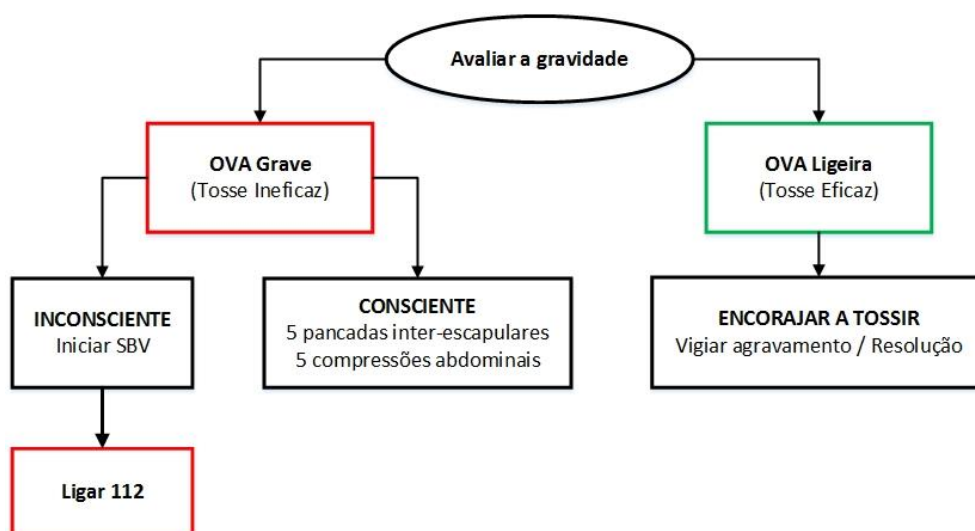 Avaliar a gravidade
OVA Grave
(Tosse Ineficaz)
OVA Ligeira
(Tosse Eficaz)
INCONSCIENTE
Iniciar SBV
CONSCIENTE
5 pancadas inter-escapulares
5 compressões abdominais
ENCORAJAR A TOSSIR
Vigiar agravamento / Resolução
Ligar 112